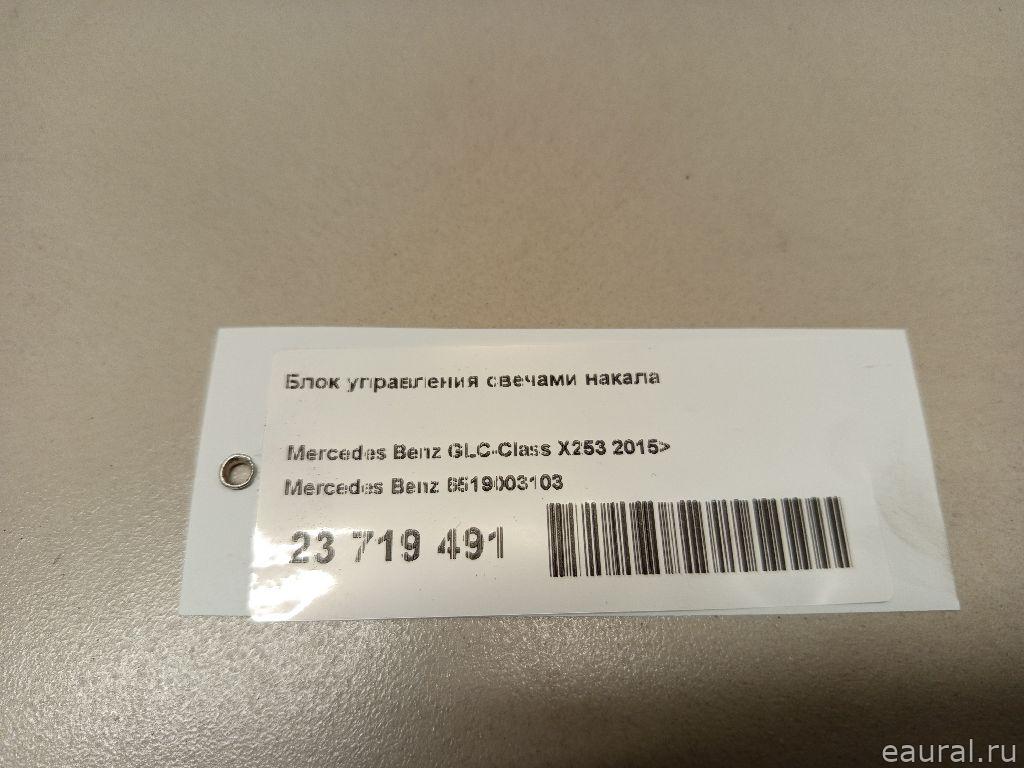 Блок управления свечами накала
Mercedes Benz GLC-Class X253 2015>
Mercedes Benz 6519003103
23 719 491
eaural.ru